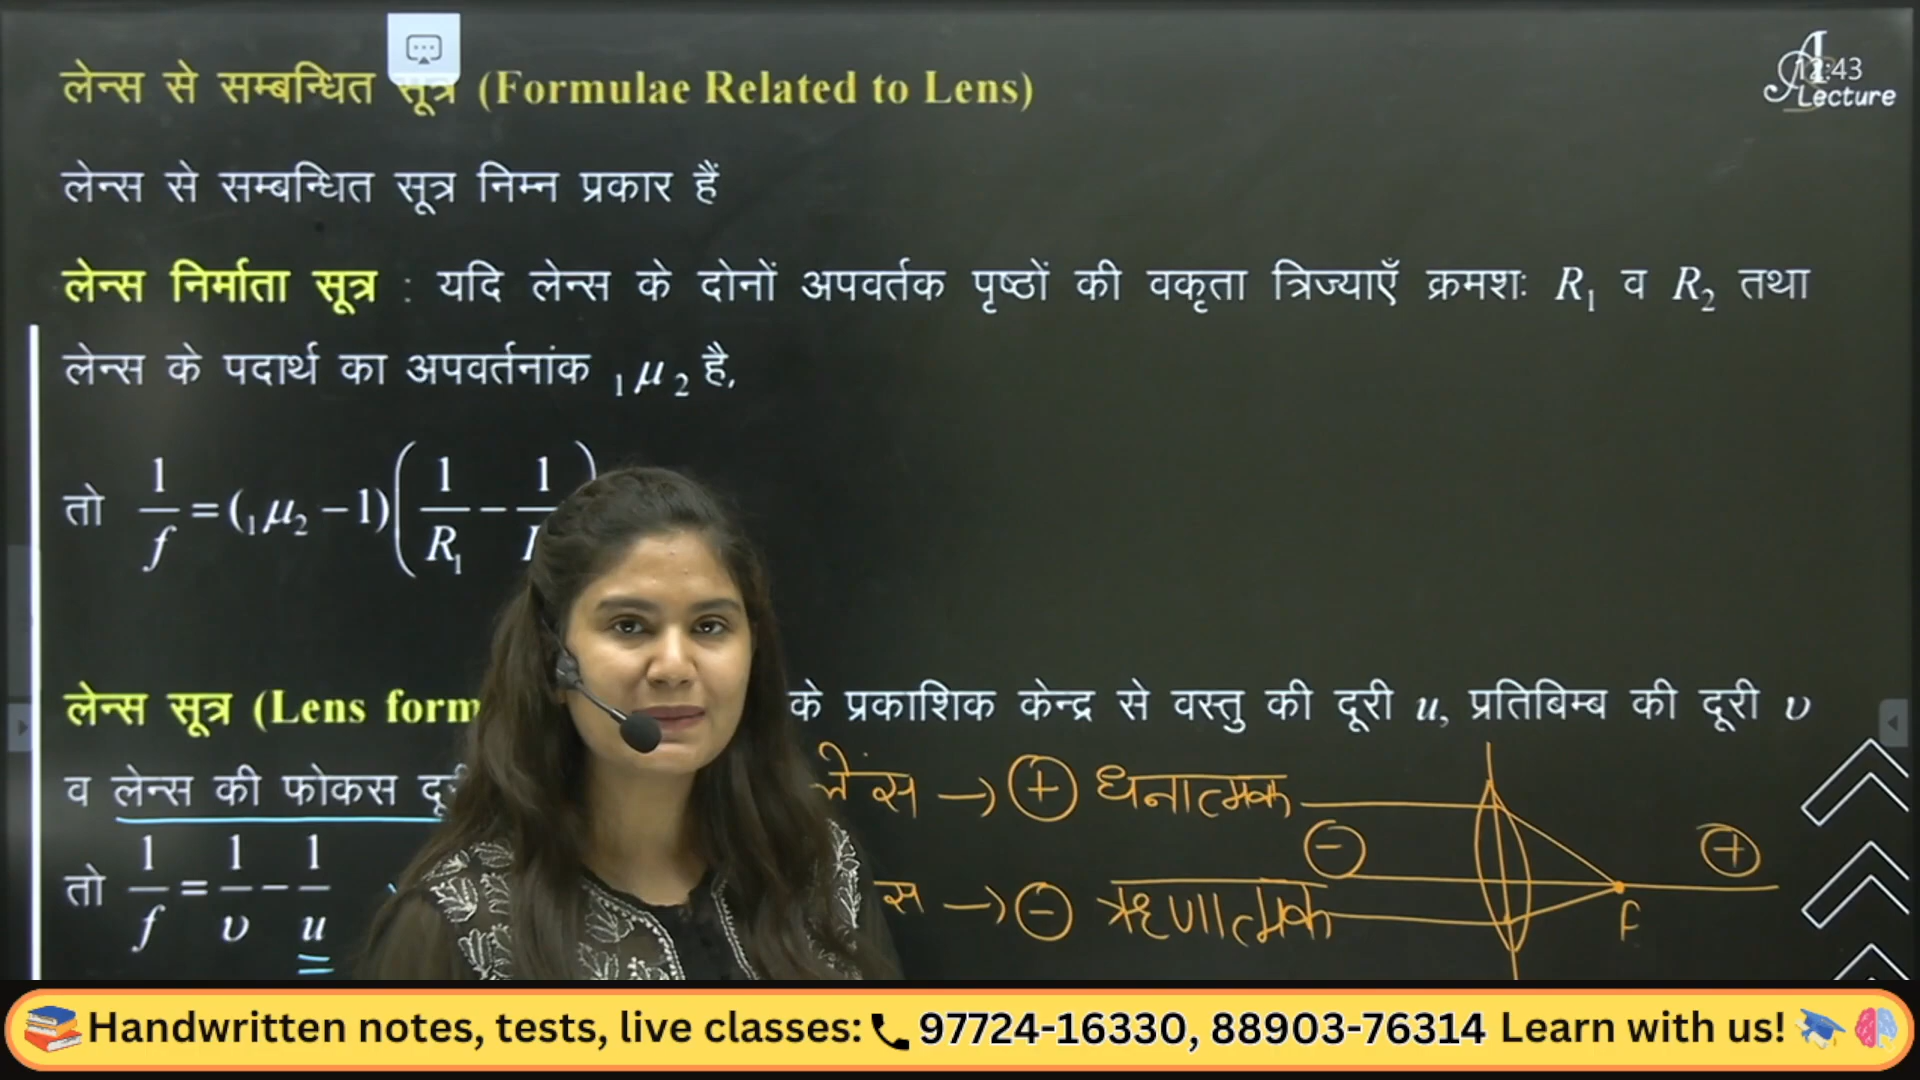 लेन्स से सम्बन्धित सूत्र (Formulae Related to Lens)
12:43
Lecture
लेन्स से सम्बन्धित सूत्र निम्न प्रकार हैं
लेन्स निर्माता सूत्र : यदि लेन्स के दोनों अपवर्तक पृष्ठों की वकृता त्रिज्याएँ क्रमशः R₁ व R₂ तथा
लेन्स के पदार्थ का अपवर्तनांक ₁μ₂ है,
तो 1/f = (₁μ₂ − 1)(1/R₁ − 1/
लेन्स सूत्र (Lens form के प्रकाशिक केन्द्र से वस्तु की दूरी u, प्रतिबिम्ब की दूरी υ
व लेन्स की फोकस
लेंस → + धनात्मक
तो 1/f = 1/υ − 1/u
− +
स → − ऋणात्मक
F
Handwritten notes, tests, live classes: 97724-16330, 88903-76314 Learn with us!